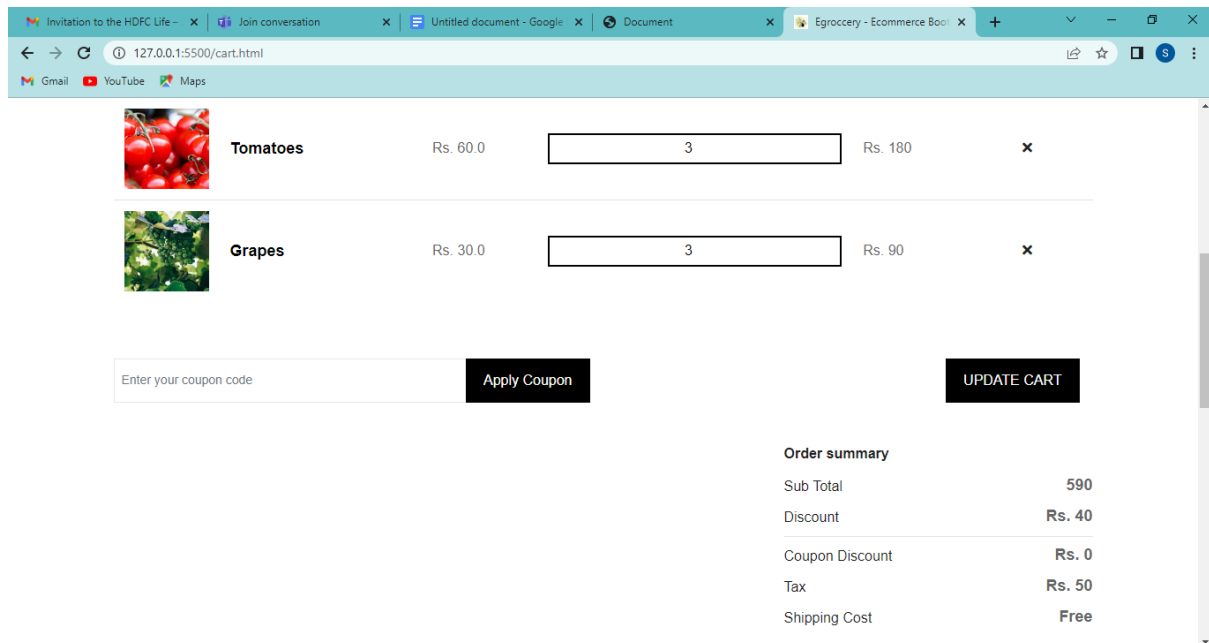 Invitation to the HDFC Life – Join conversation Untitled document - Google Document Egroccery - Ecommerce Boot
127.0.0.1:5500/cart.html S
Gmail YouTube Maps
Tomatoes Rs. 60.0 3 Rs. 180
Grapes Rs. 30.0 3 Rs. 90
Enter your coupon code Apply Coupon UPDATE CART
Order summary
Sub Total 590
Discount Rs. 40
Coupon Discount Rs. 0
Tax Rs. 50
Shipping Cost Free